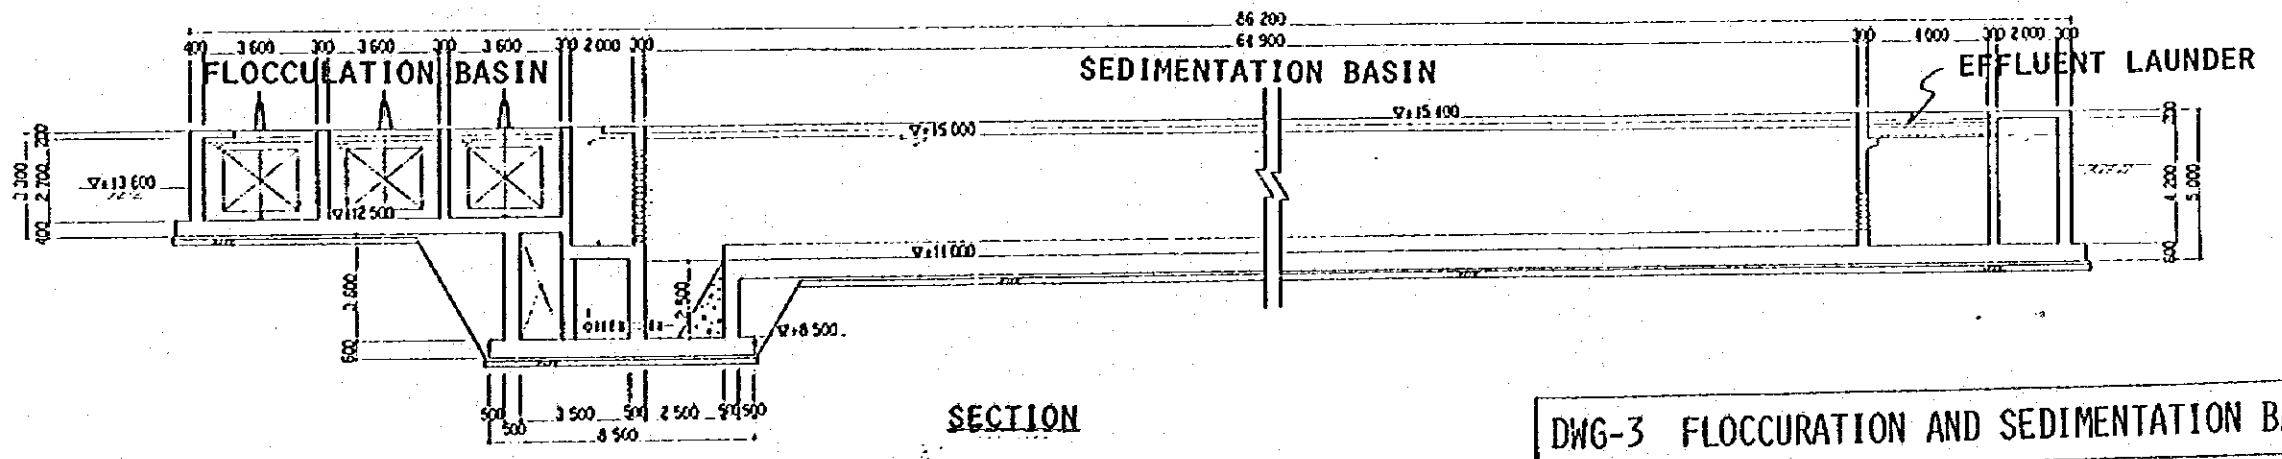 86 200
400 3 600 300 3 600 300 3 600 300 2 000 300 64 900 300 4 000 300 2 000 300
FLOCCULATION BASIN SEDIMENTATION BASIN EFFLUENT LAUNDER
▽+15 400
▽+15 000
3 300 2 700 200 400
▽+13 600
▽+12 500
4 200 5 000
600
▽+11 000
2 500
▽+8 500
600
500 500 3 500 500 2 500 500 500
8 500
SECTION
DWG-3 FLOCCURATION AND SEDIMENTATION B